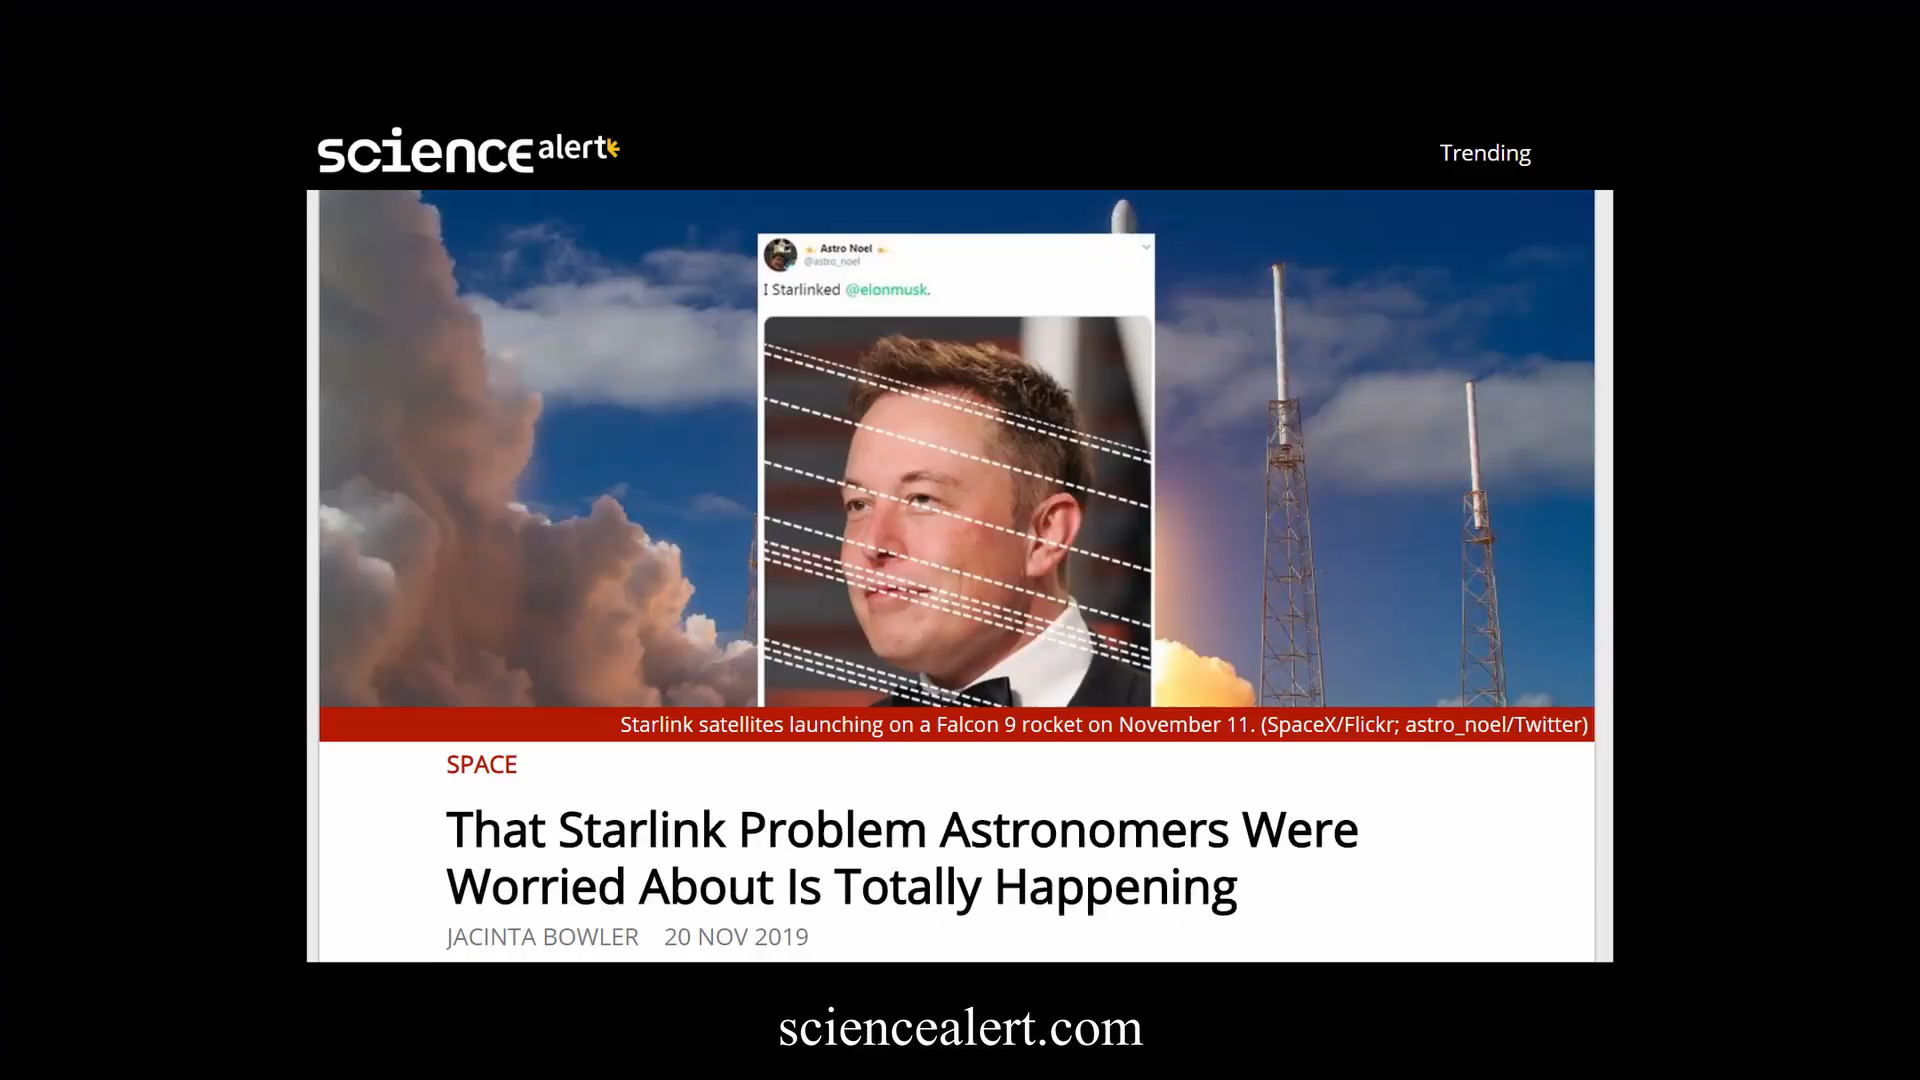 science alert
Trending
Astro Noel
@astro_noel
I Starlinked @elonmusk.
Starlink satellites launching on a Falcon 9 rocket on November 11. (SpaceX/Flickr; astro_noel/Twitter)
SPACE
That Starlink Problem Astronomers Were
Worried About Is Totally Happening
JACINTA BOWLER 20 NOV 2019
sciencealert.com